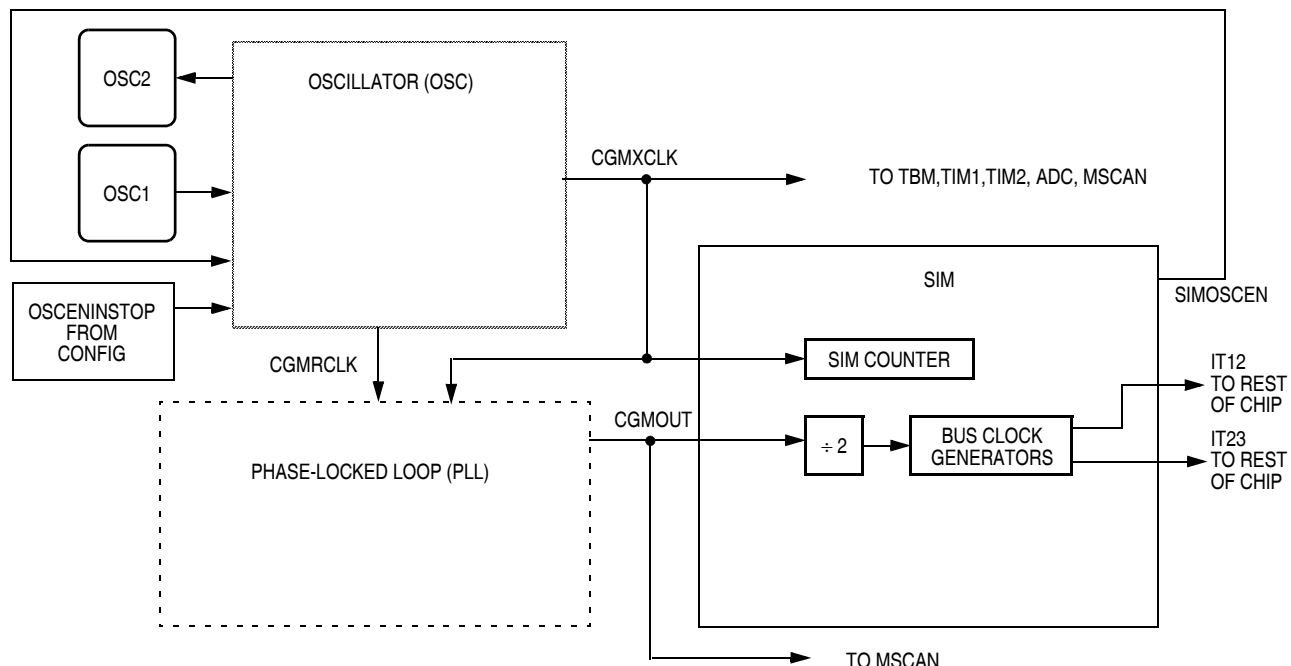 OSC2
OSCILLATOR (OSC)
CGMXCLK
TO TBM,TIM1,TIM2, ADC, MSCAN
OSC1
SIM
SIMOSCEN
OSCENINSTOP
FROM
CONFIG
CGMRCLK
SIM COUNTER
IT12
TO REST
OF CHIP
CGMOUT
÷ 2
BUS CLOCK
GENERATORS
IT23
TO REST
OF CHIP
PHASE-LOCKED LOOP (PLL)
TO MSCAN